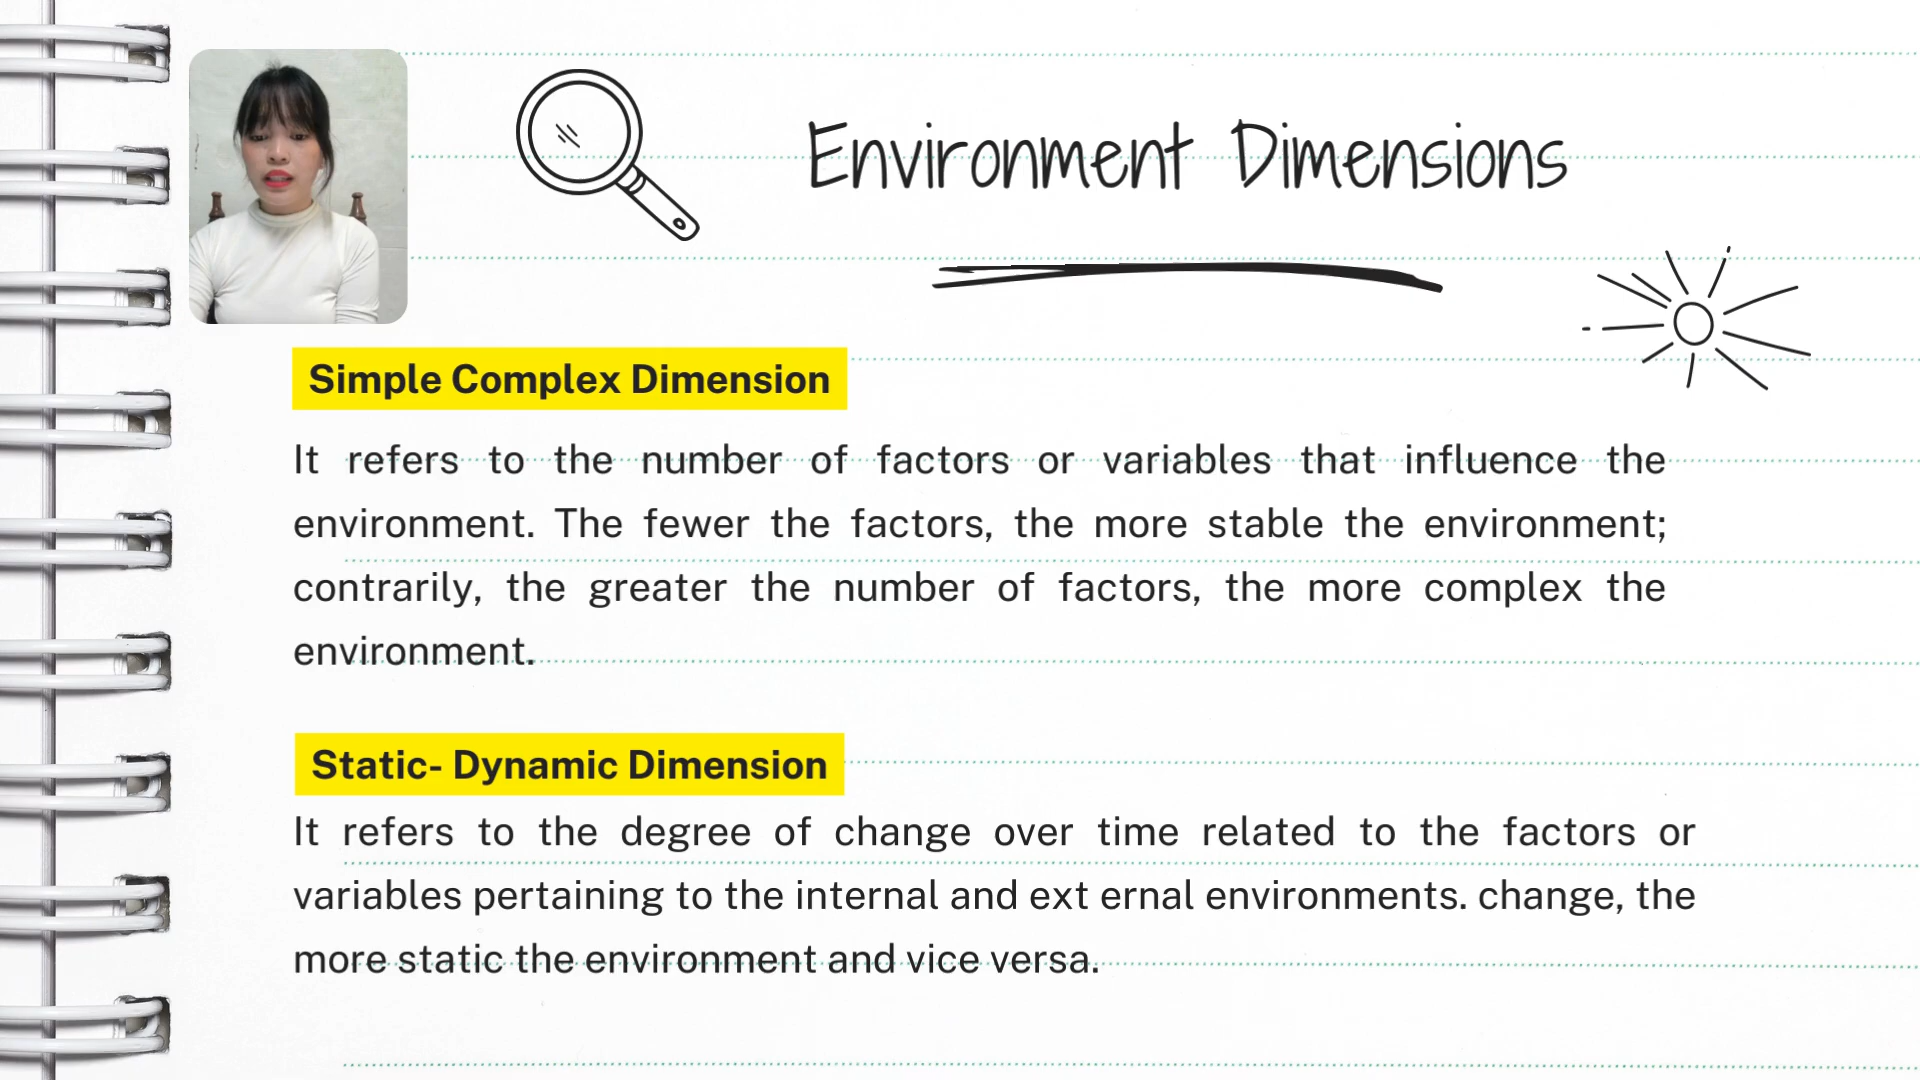 Environment Dimensions
Simple Complex Dimension
It refers to the number of factors or variables that influence the
environment. The fewer the factors, the more stable the environment;
contrarily, the greater the number of factors, the more complex the
environment.
Static- Dynamic Dimension
It refers to the degree of change over time related to the factors or
variables pertaining to the internal and ext ernal environments. change, the
more static the environment and vice versa.